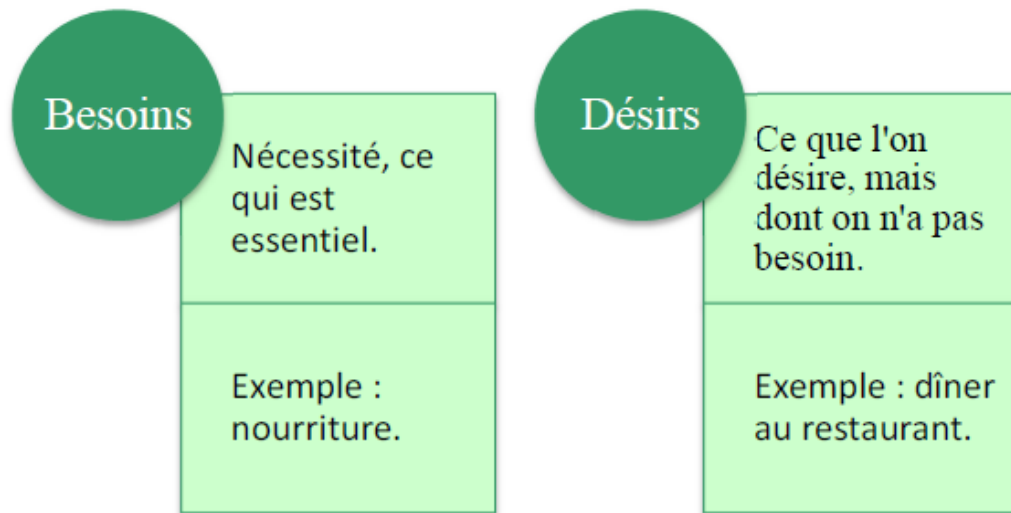 Besoins
Nécessité, ce
qui est
essentiel.
Exemple :
nourriture.
Désirs
Ce que l'on
désire, mais
dont on n'a pas
besoin.
Exemple : dîner
au restaurant.